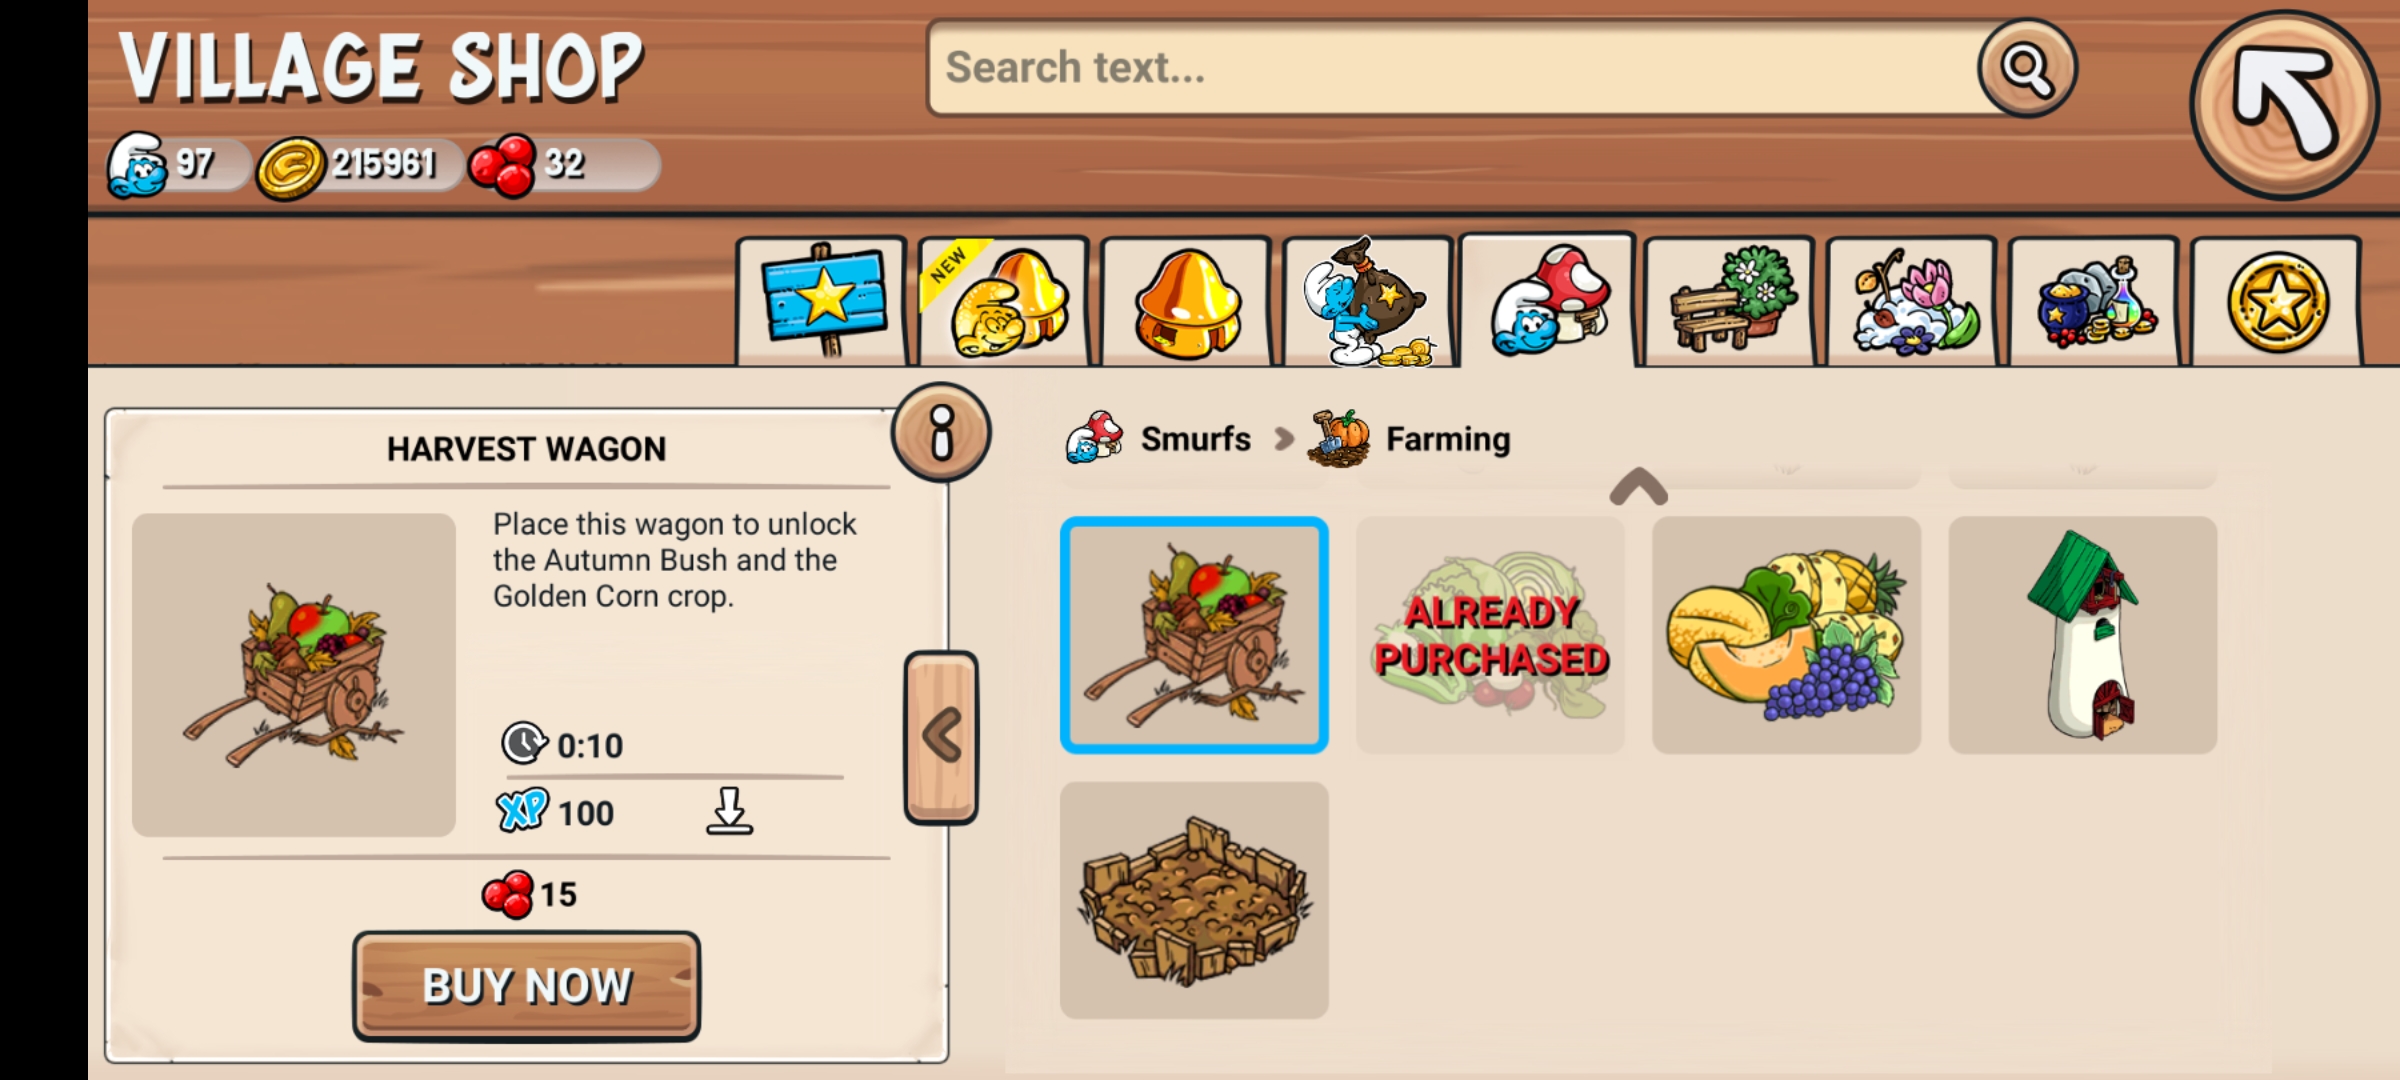 VILLAGE SHOP
Search text...
97
215961
32
NEW
HARVEST WAGON
Place this wagon to unlock
the Autumn Bush and the
Golden Corn crop.
0:10
XP 100
15
BUY NOW
Smurfs
Farming
ALREADY
PURCHASED